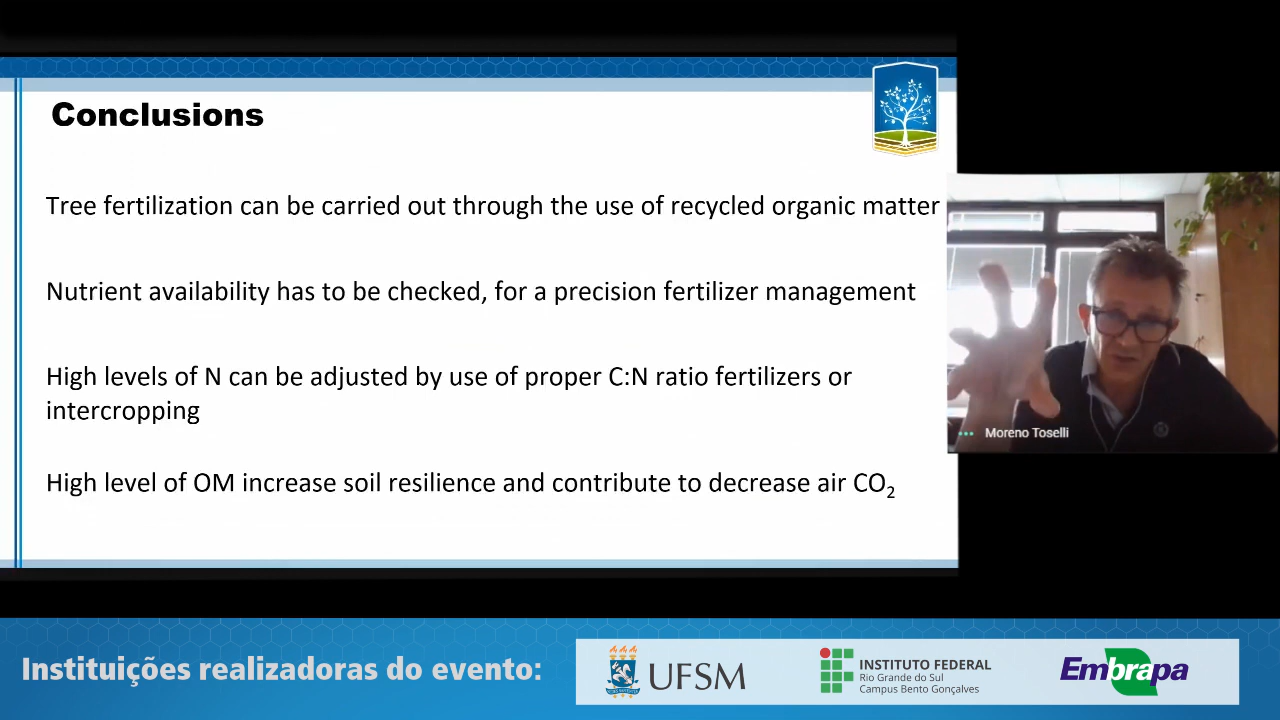 Conclusions
Tree fertilization can be carried out through the use of recycled organic matter
Nutrient availability has to be checked, for a precision fertilizer management
High levels of N can be adjusted by use of proper C:N ratio fertilizers or
intercropping
High level of OM increase soil resilience and contribute to decrease air CO₂
Moreno Toselli
Instituições realizadoras do evento:
UFSM
INSTITUTO FEDERAL
Rio Grande do Sul
Campus Bento Gonçalves
Embrapa